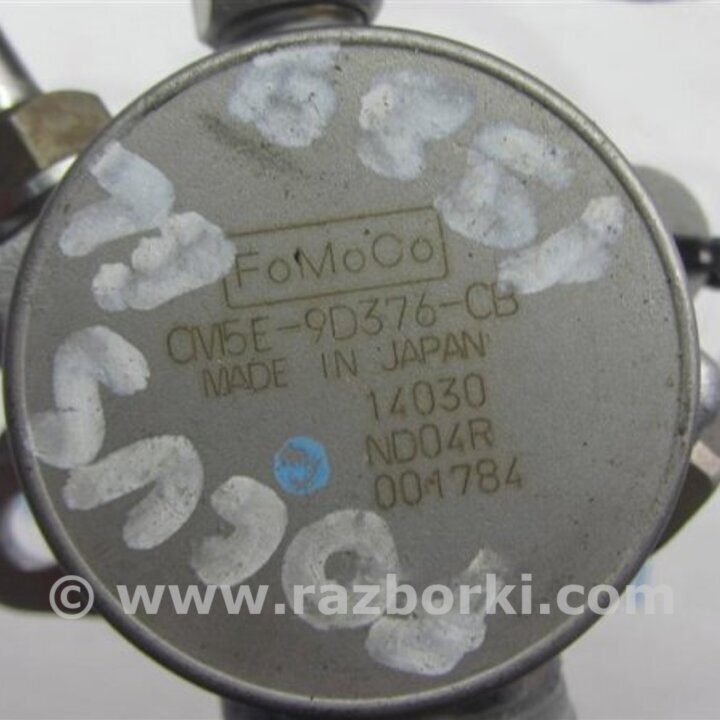 FoMoCo
CM5E-9D376-CB
MADE IN JAPAN
14030
ND04R
001784
© www.razborki.com